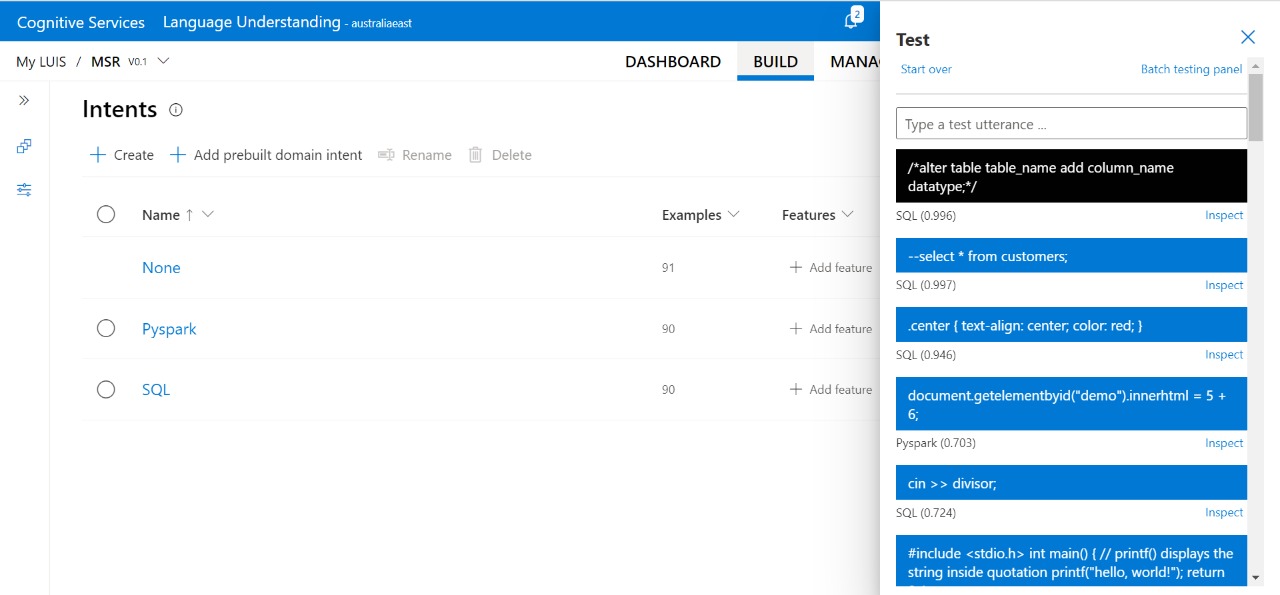 Cognitive Services Language Understanding - australiaeast 2
My LUIS / MSR V0.1
DASHBOARD BUILD MANA
Intents
Create Add prebuilt domain intent Rename Delete
Name ↑ Examples Features
None 91 + Add feature
Pyspark 90 + Add feature
SQL 90 + Add feature
Test
Start over Batch testing panel
Type a test utterance ...
/*alter table table_name add column_name
datatype;*/
SQL (0.996) Inspect
--select * from customers;
SQL (0.997) Inspect
.center { text-align: center; color: red; }
SQL (0.946) Inspect
document.getelementbyid("demo").innerhtml = 5 +
6;
Pyspark (0.703) Inspect
cin >> divisor;
SQL (0.724) Inspect
#include <stdio.h> int main() { // printf() displays the
string inside quotation printf("hello, world!"); return